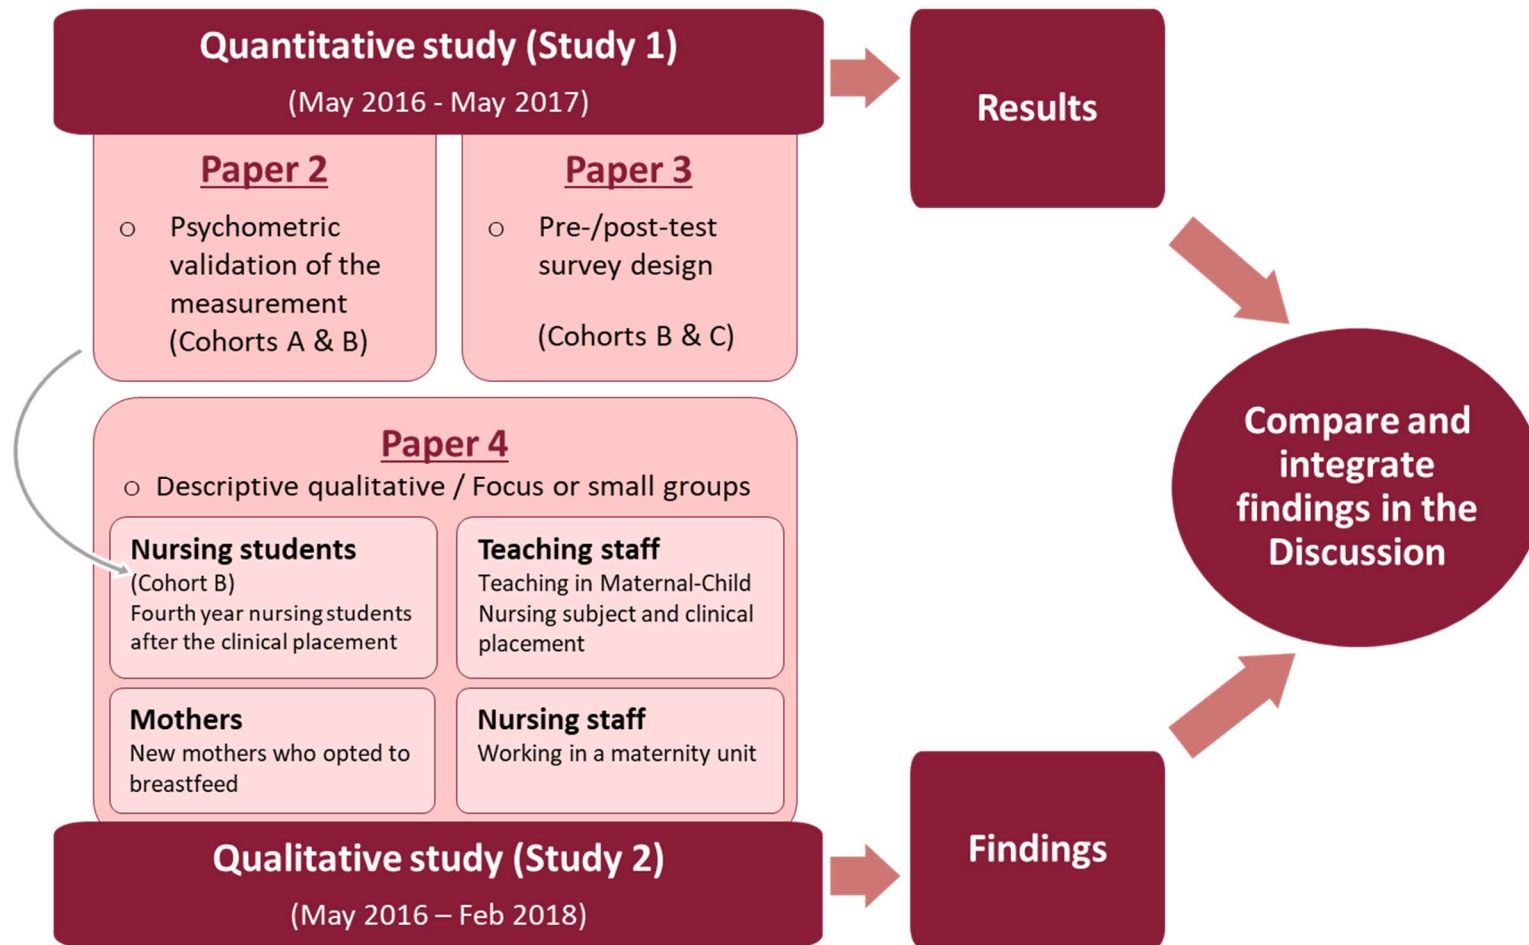 Quantitative study (Study 1)
(May 2016 - May 2017)
Results
Paper 2
o Psychometric
validation of the
measurement
(Cohorts A & B)
Paper 3
o Pre-/post-test
survey design
(Cohorts B & C)
Paper 4
o Descriptive qualitative / Focus or small groups
Nursing students
(Cohort B)
Fourth year nursing students
after the clinical placement
Teaching staff
Teaching in Maternal-Child
Nursing subject and clinical
placement
Mothers
New mothers who opted to
breastfeed
Nursing staff
Working in a maternity unit
Compare and
integrate
findings in the
Discussion
Qualitative study (Study 2)
(May 2016 – Feb 2018)
Findings